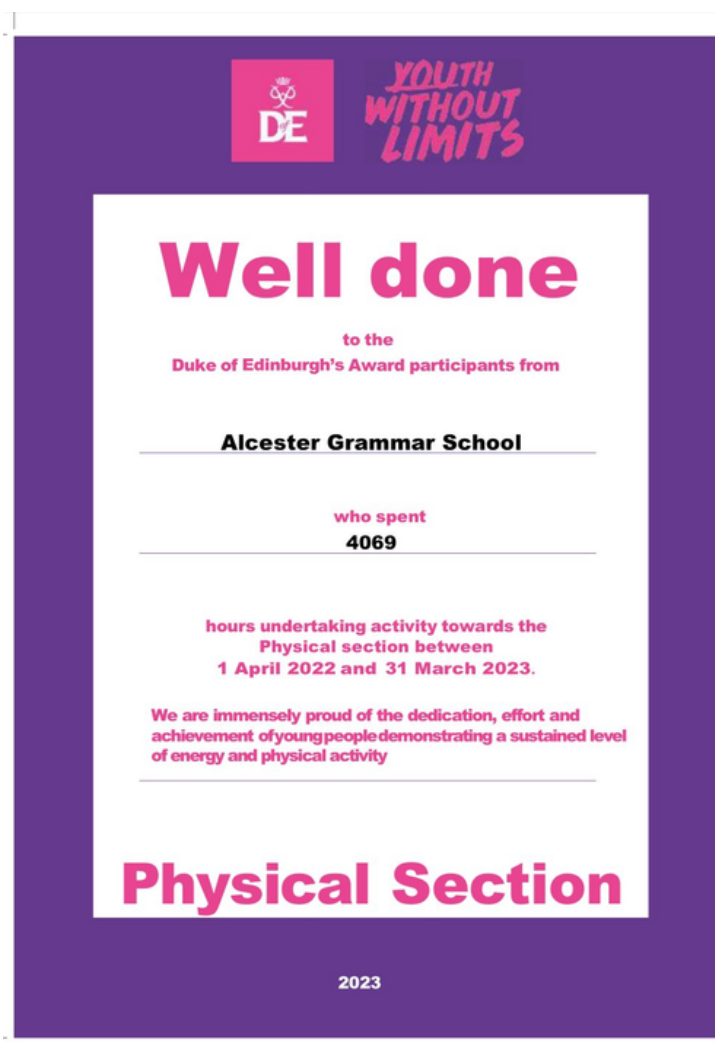 DofE
YOUTH
WITHOUT
LIMITS
Well done
to the
Duke of Edinburgh's Award participants from
Alcester Grammar School
who spent
4069
hours undertaking activity towards the
Physical section between
1 April 2022 and 31 March 2023.
We are immensely proud of the dedication, effort and
achievement of young people demonstrating a sustained level
of energy and physical activity
Physical Section
2023